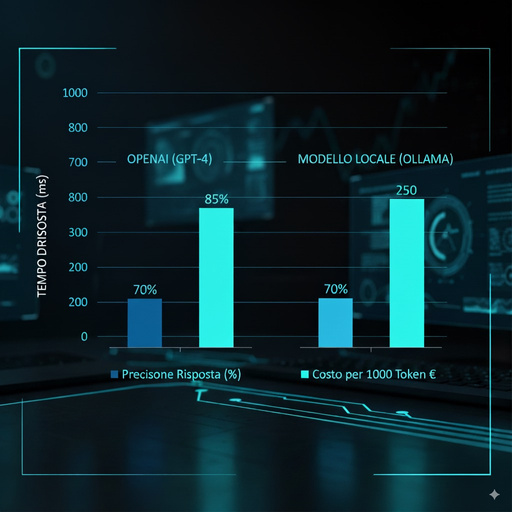 1000
800
OPENAI (GPT-4)
MODELLO LOCALE (OLLAMA)
700
800
85%
250
300
TEMPO DRISOSTA (ms)
200
70%
70%
200
0
Precisone Risposta (%)
Costo per 1000 Token €